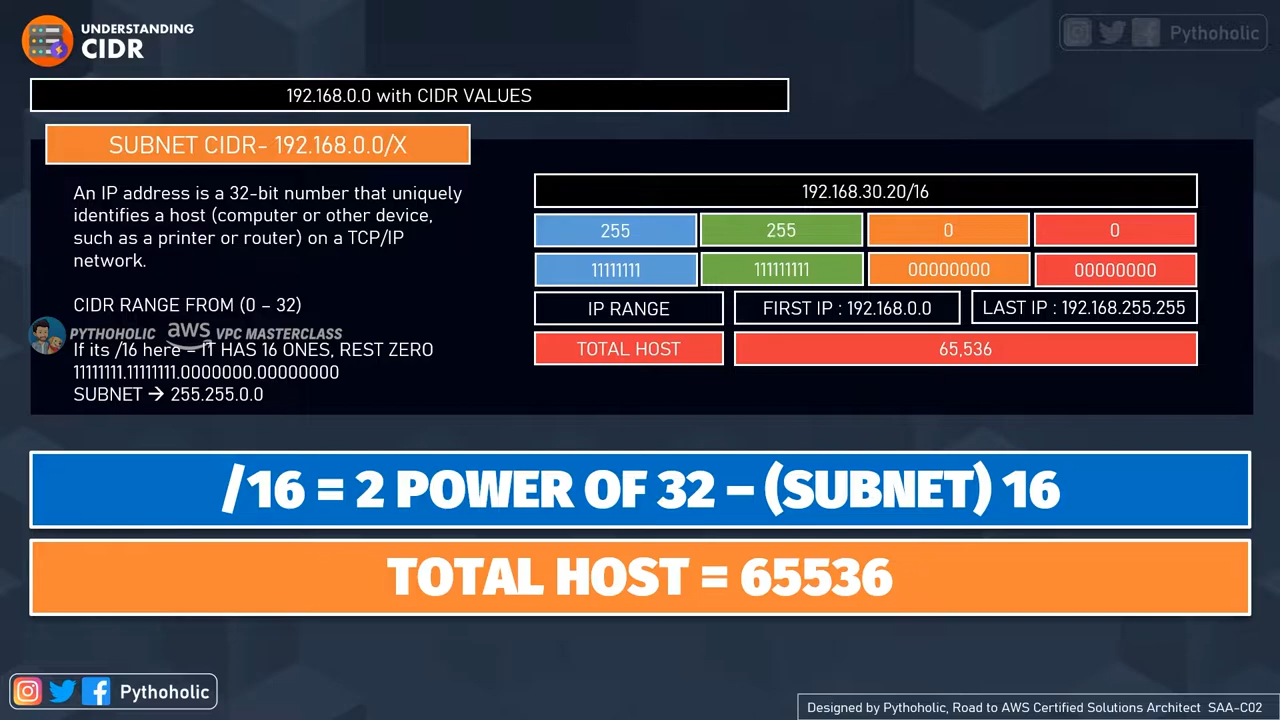 UNDERSTANDING
CIDR
Pythoholic
192.168.0.0 with CIDR VALUES
SUBNET CIDR- 192.168.0.0/X
An IP address is a 32-bit number that uniquely
identifies a host (computer or other device,
such as a printer or router) on a TCP/IP
network.
CIDR RANGE FROM (0 – 32)
PYTHOHOLIC aws VPC MASTERCLASS
If its /16 here – IT HAS 16 ONES, REST ZERO
11111111.11111111.0000000.00000000
SUBNET → 255.255.0.0
192.168.30.20/16
255 255 0 0
11111111 111111111 00000000 00000000
IP RANGE FIRST IP : 192.168.0.0 LAST IP : 192.168.255.255
TOTAL HOST 65,536
/16 = 2 POWER OF 32 – (SUBNET) 16
TOTAL HOST = 65536
Pythoholic
Designed by Pythoholic, Road to AWS Certified Solutions Architect SAA-C02